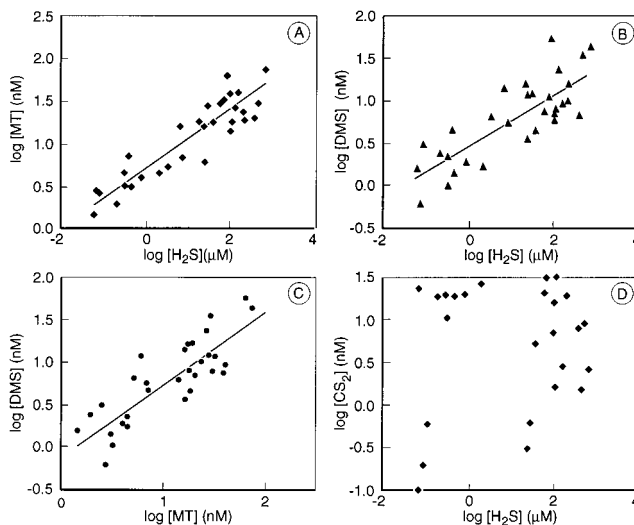 A
log [MT] (nM)
2.5
2.0
1.5
1.0
0.5
0.0
-2 0 2 4
log [H2S](μM)
B
log [DMS] (nM)
2.0
1.5
1.0
0.5
0.0
-0.5
-2 0 2 4
log [H2S] (μM)
C
log [DMS] (nM)
2.0
1.5
1.0
0.5
0.0
-0.5
0 1 2
log [MT] (nM)
D
log [CS2] (nM)
1.5
1.0
0.5
0.0
-0.5
-1.0
-2 0 2 4
log [H2S] (μM)